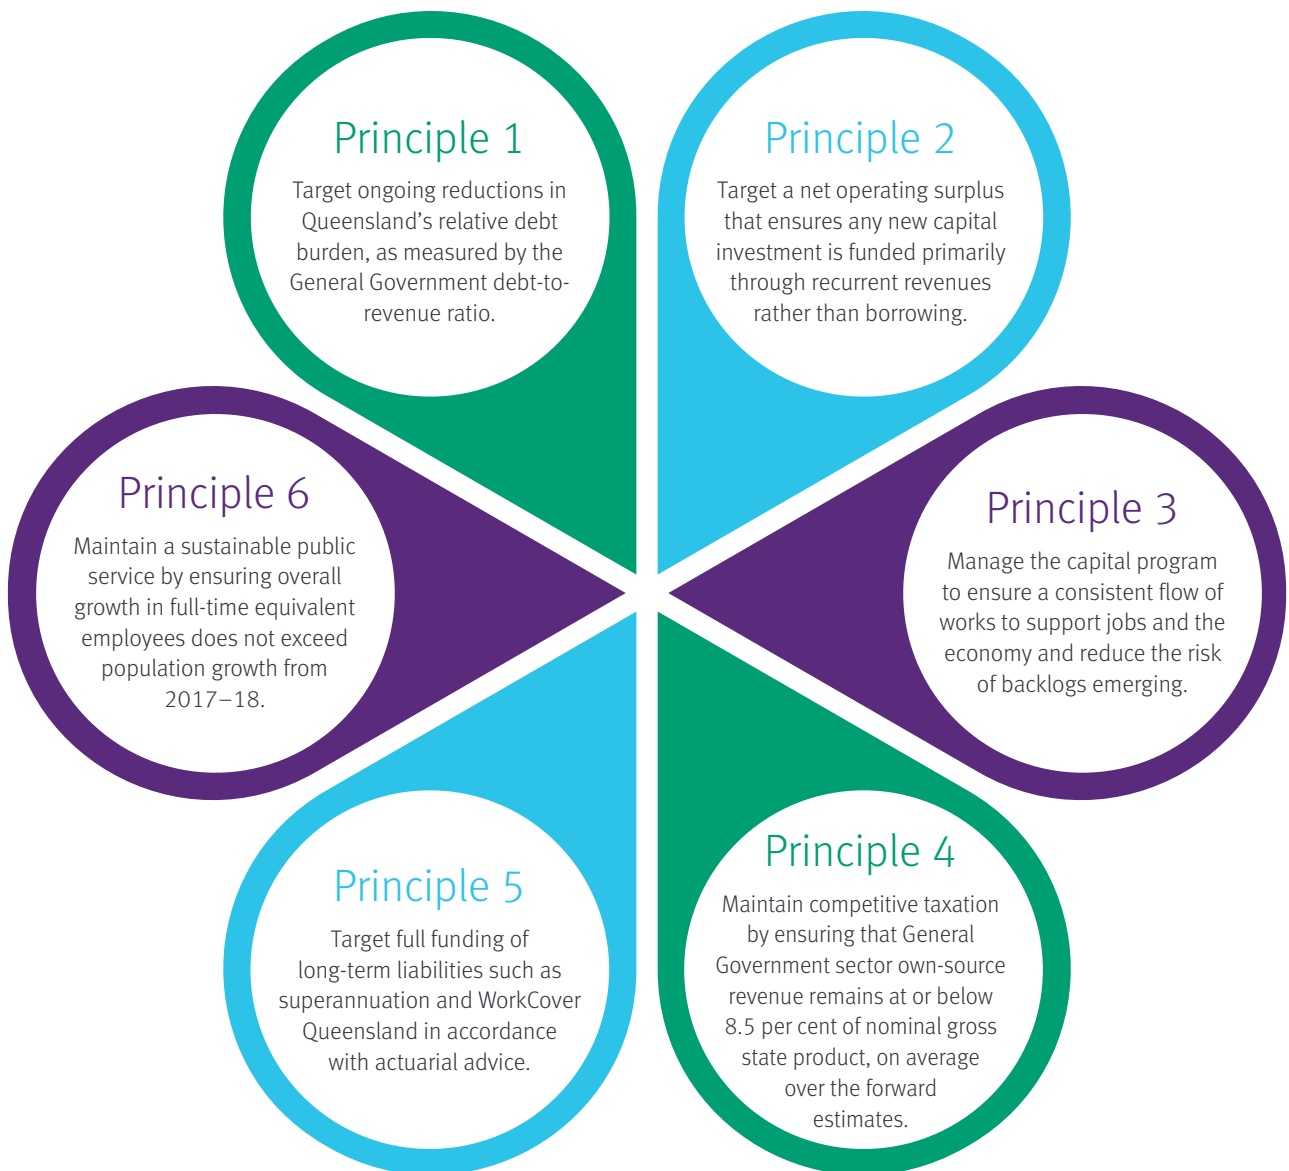 Principle 1
Target ongoing reductions in
Queensland’s relative debt
burden, as measured by the
General Government debt-to-
revenue ratio.
Principle 2
Target a net operating surplus
that ensures any new capital
investment is funded primarily
through recurrent revenues
rather than borrowing.
Principle 3
Manage the capital program
to ensure a consistent flow of
works to support jobs and the
economy and reduce the risk
of backlogs emerging.
Principle 4
Maintain competitive taxation
by ensuring that General
Government sector own-source
revenue remains at or below
8.5 per cent of nominal gross
state product, on average
over the forward
estimates.
Principle 5
Target full funding of
long-term liabilities such as
superannuation and WorkCover
Queensland in accordance
with actuarial advice.
Principle 6
Maintain a sustainable public
service by ensuring overall
growth in full-time equivalent
employees does not exceed
population growth from
2017–18.